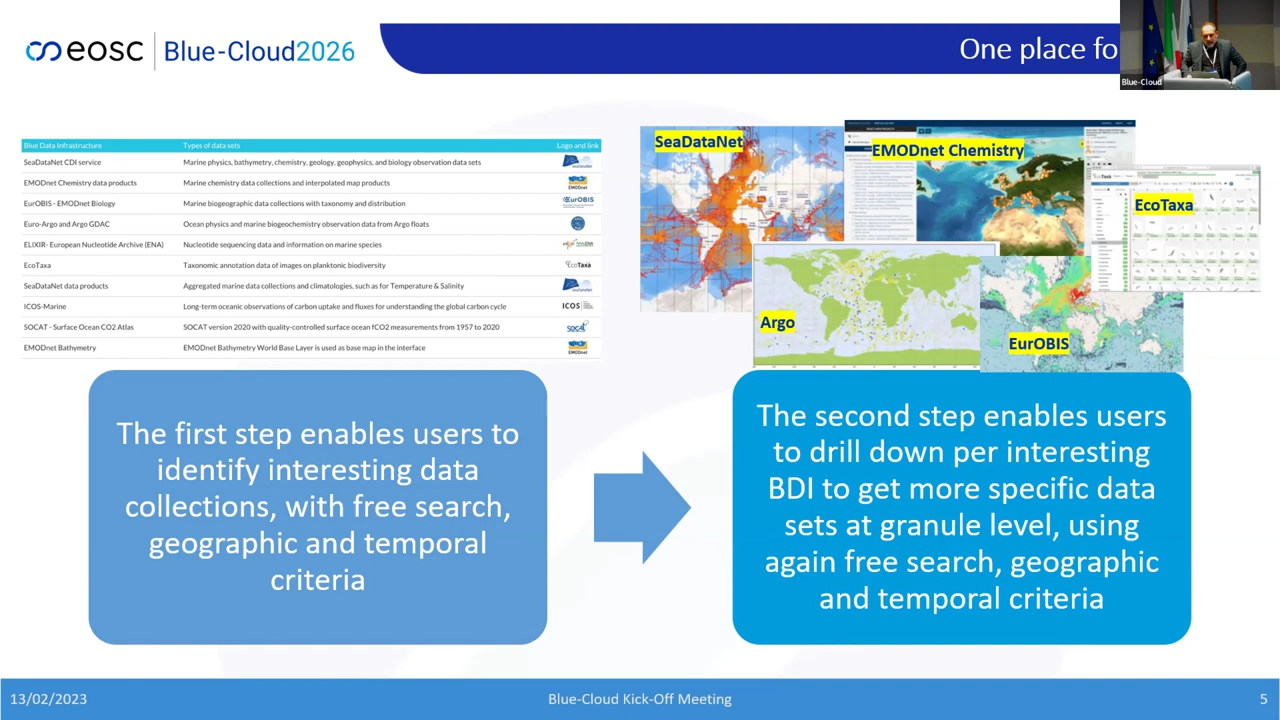 eosc
Blue-Cloud2026
One place fo
Blue-Cloud
Blue Data Infrastructure Types of data sets Logo and link
SeaDataNet CDI service Marine physics, bathymetry, chemistry, geology, geophysics, and biology observation data sets
EMODnet Chemistry data products Marine chemistry data collections and interpolated map products EMODnet
EurOBIS - EMODnet Biology Marine biogeographic data collections with taxonomy and distribution EurOBIS
Euro-Argo and Argo GDAC Ocean physics and marine biogeochemistry observation data from Argo floats
ELIXIR- European Nucleotide Archive (ENA) Nucleotide sequencing data and information on marine species
EcoTaxa Taxonomic annotation data of images on planktonic biodiversity EcoTaxa
SeaDataNet data products Aggregated marine data collections and climatologies, such as for Temperature & Salinity
ICOS-Marine Long-term oceanic observations of carbon uptake and fluxes for understanding the global carbon cycle ICOS
SOCAT - Surface Ocean CO2 Atlas SOCAT version 2020 with quality-controlled surface ocean fCO2 measurements from 1957 to 2020 SOCAT
EMODnet Bathymetry EMODnet Bathymetry World Base Layer is used as base map in the interface EMODnet
SeaDataNet
EMODnet Chemistry
EcoTaxa
Argo
EurOBIS
The first step enables users to
identify interesting data
collections, with free search,
geographic and temporal
criteria
The second step enables users
to drill down per interesting
BDI to get more specific data
sets at granule level, using
again free search, geographic
and temporal criteria
13/02/2023
Blue-Cloud Kick-Off Meeting
5